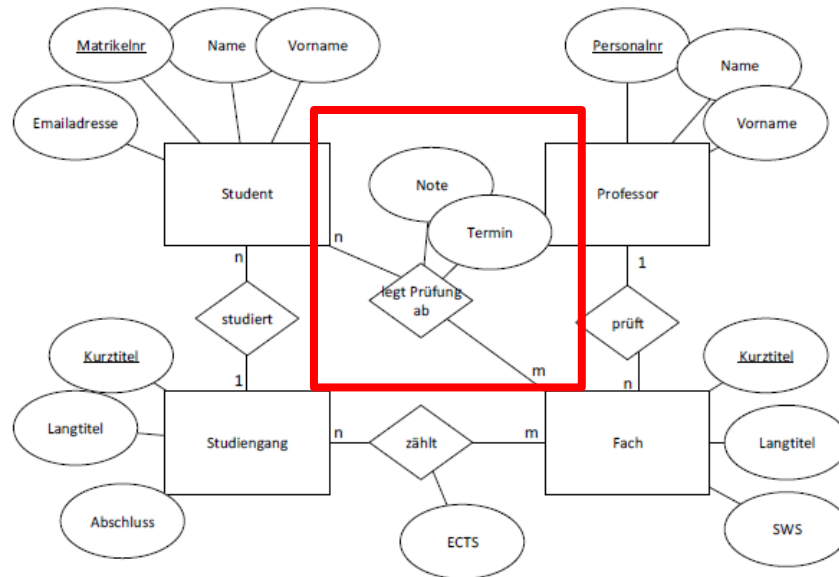 Matrikelnr
Name
Vorname
Personalnr
Name
Vorname
Emailadresse
Student
Note
Termin
Professor
n
n
1
legt Prüfung
ab
studiert
prüft
Kurztitel
Kurztitel
1
m
n
Langtitel
Studiengang
n
zählt
m
Fach
Langtitel
Abschluss
ECTS
SWS